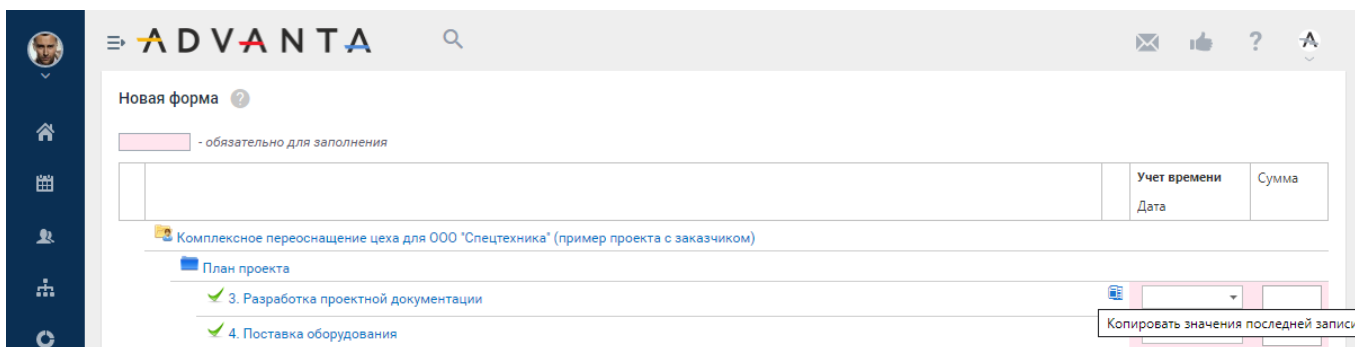 ADVANTA
Новая форма ?
- обязательно для заполнения
Учет времени Сумма
Дата
Комплексное переоснащение цеха для ООО "Спецтехника" (пример проекта с заказчиком)
План проекта
3. Разработка проектной документации
Копировать значения последней записи
4. Поставка оборудования